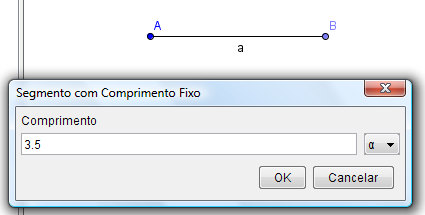 A B
a
Segmento com Comprimento Fixo
Comprimento
3.5 α
OK Cancelar